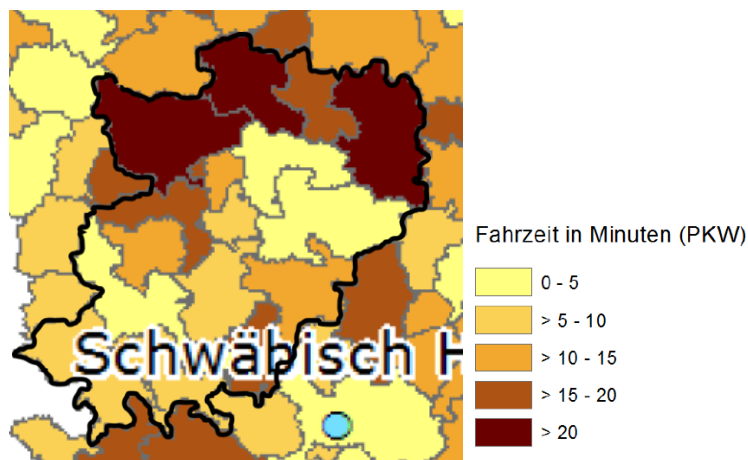 Fahrzeit in Minuten (PKW)
0 - 5
> 5 - 10
Schwäbisch H
> 10 - 15
> 15 - 20
> 20